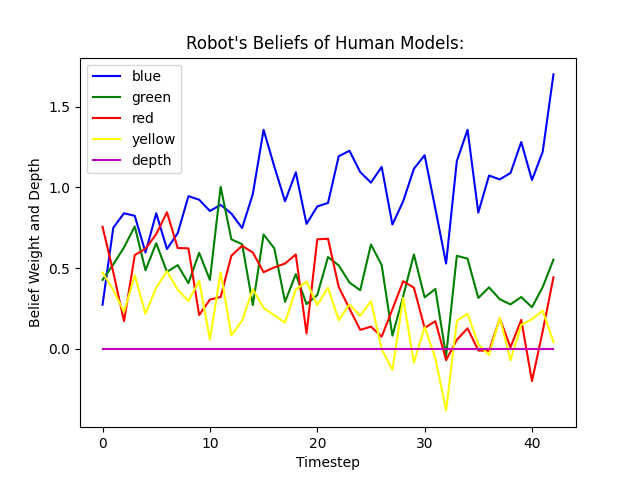 Robot's Beliefs of Human Models:
blue
green
red
yellow
depth
Belief Weight and Depth
1.5
1.0
0.5
0.0
0 10 20 30 40
Timestep